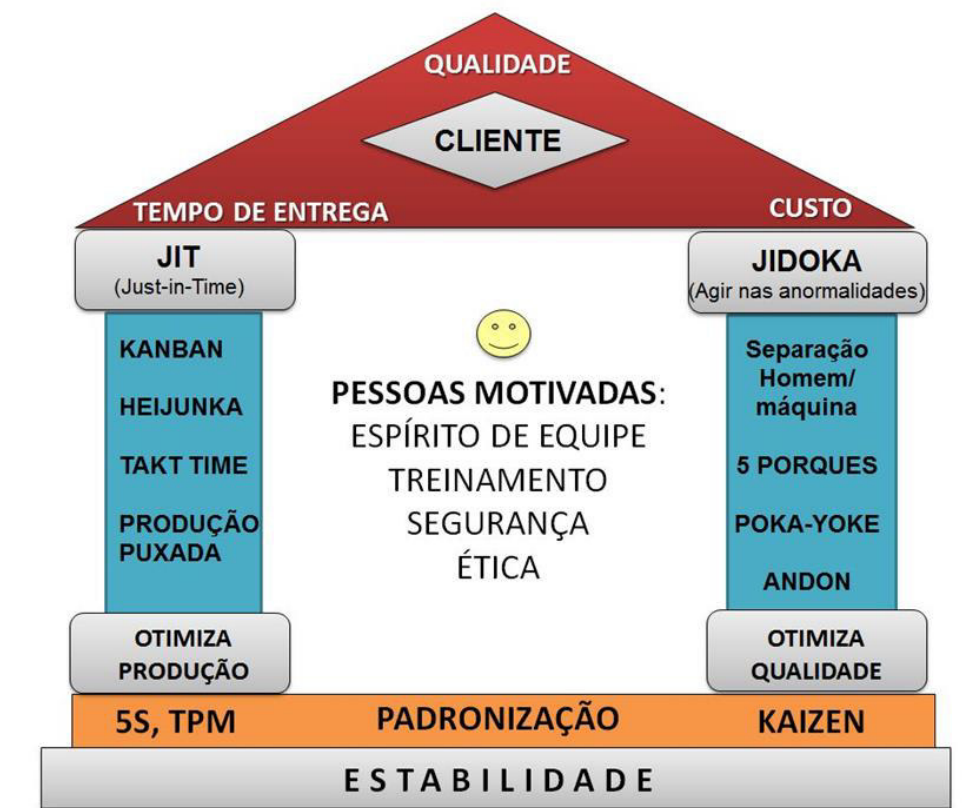 QUALIDADE
CLIENTE
TEMPO DE ENTREGA
CUSTO
JIT
(Just-in-Time)
KANBAN
HEIJUNKA
TAKT TIME
PRODUÇÃO
PUXADA
OTIMIZA
PRODUÇÃO
PESSOAS MOTIVADAS:
ESPÍRITO DE EQUIPE
TREINAMENTO
SEGURANÇA
ÉTICA
JIDOKA
(Agir nas anormalidades)
Separação
Homem/
máquina
5 PORQUES
POKA-YOKE
ANDON
OTIMIZA
QUALIDADE
5S, TPM
PADRONIZAÇÃO
KAIZEN
ESTABILIDADE